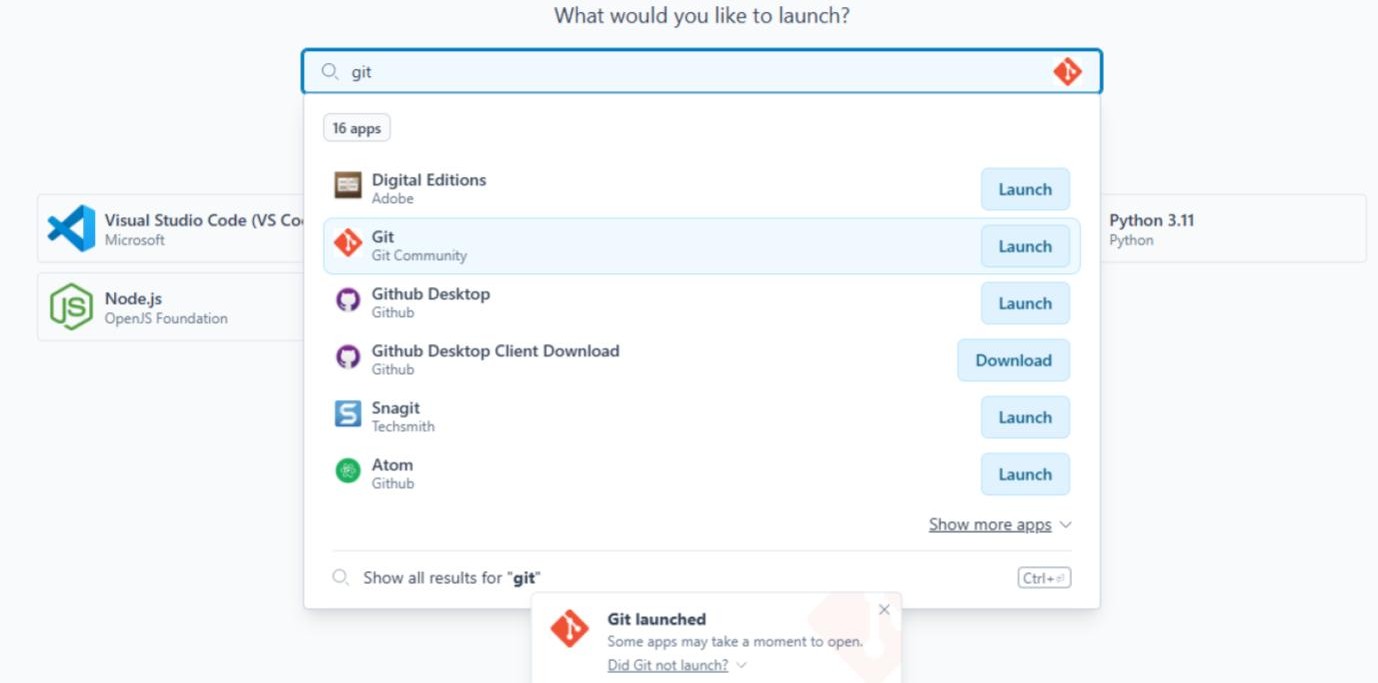 What would you like to launch?
git
16 apps
Digital Editions
Adobe
Launch
Git
Git Community
Launch
Github Desktop
Github
Launch
Github Desktop Client Download
Github
Download
Snagit
Techsmith
Launch
Atom
Github
Launch
Show more apps
Show all results for "git"
Ctrl+⏎
Visual Studio Code (VS Co
Microsoft
Node.js
OpenJS Foundation
JS
Python 3.11
Python
Git launched
Some apps may take a moment to open.
Did Git not launch?